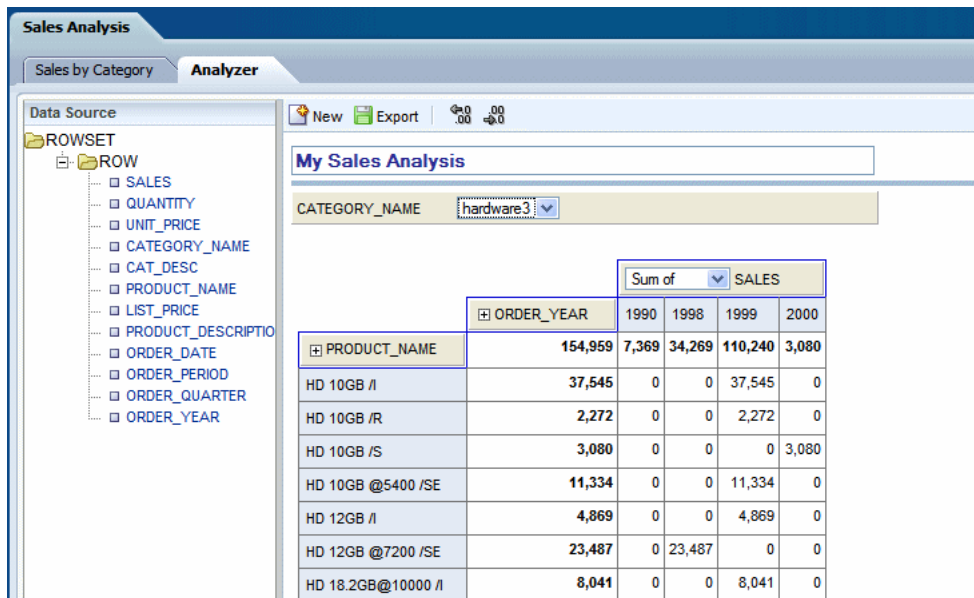 Sales Analysis
Sales by Category Analyzer
Data Source
ROWSET
ROW
SALES
QUANTITY
UNIT_PRICE
CATEGORY_NAME
CAT_DESC
PRODUCT_NAME
LIST_PRICE
PRODUCT_DESCRIPTIO
ORDER_DATE
ORDER_PERIOD
ORDER_QUARTER
ORDER_YEAR
New Export
My Sales Analysis
CATEGORY_NAME hardware3
Sum of SALES
ORDER_YEAR 1990 1998 1999 2000
PRODUCT_NAME 154,959 7,369 34,269 110,240 3,080
HD 10GB /I 37,545 0 0 37,545 0
HD 10GB /R 2,272 0 0 2,272 0
HD 10GB /S 3,080 0 0 0 3,080
HD 10GB @5400 /SE 11,334 0 0 11,334 0
HD 12GB /I 4,869 0 0 4,869 0
HD 12GB @7200 /SE 23,487 0 23,487 0 0
HD 18.2GB@10000 /I 8,041 0 0 8,041 0